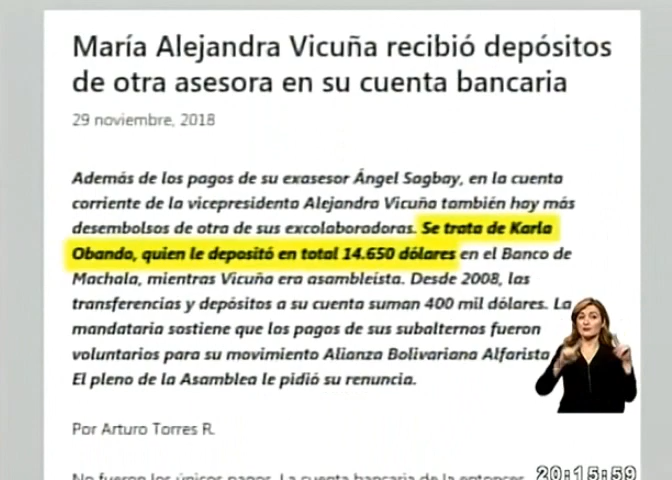 María Alejandra Vicuña recibió depósitos
de otra asesora en su cuenta bancaria
29 noviembre, 2018
Además de los pagos de su exasesor Ángel Sagbay, en la cuenta
corriente de la vicepresidenta Alejandra Vicuña también hay más
desembolsos de otra de sus excolaboradoras. Se trata de Karla
Obando, quien le depositó en total 14.650 dólares en el Banco de
Machala, mientras Vicuña era asambleísta. Desde 2008, las
transferencias y depósitos a su cuenta suman 400 mil dólares. La
mandataria sostiene que los pagos de sus subalternos fueron
voluntarios para su movimiento Alianza Bolivariana Alfarista
El pleno de la Asamblea le pidió su renuncia.
Por Arturo Torres R.
No fueron los únicos pagos. La cuenta bancaria de la entonces
20:15:59